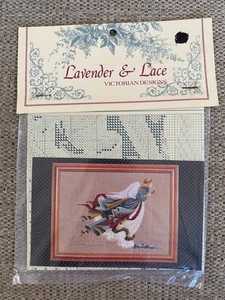 Lavender & Lace
VICTORIAN DESIGNS